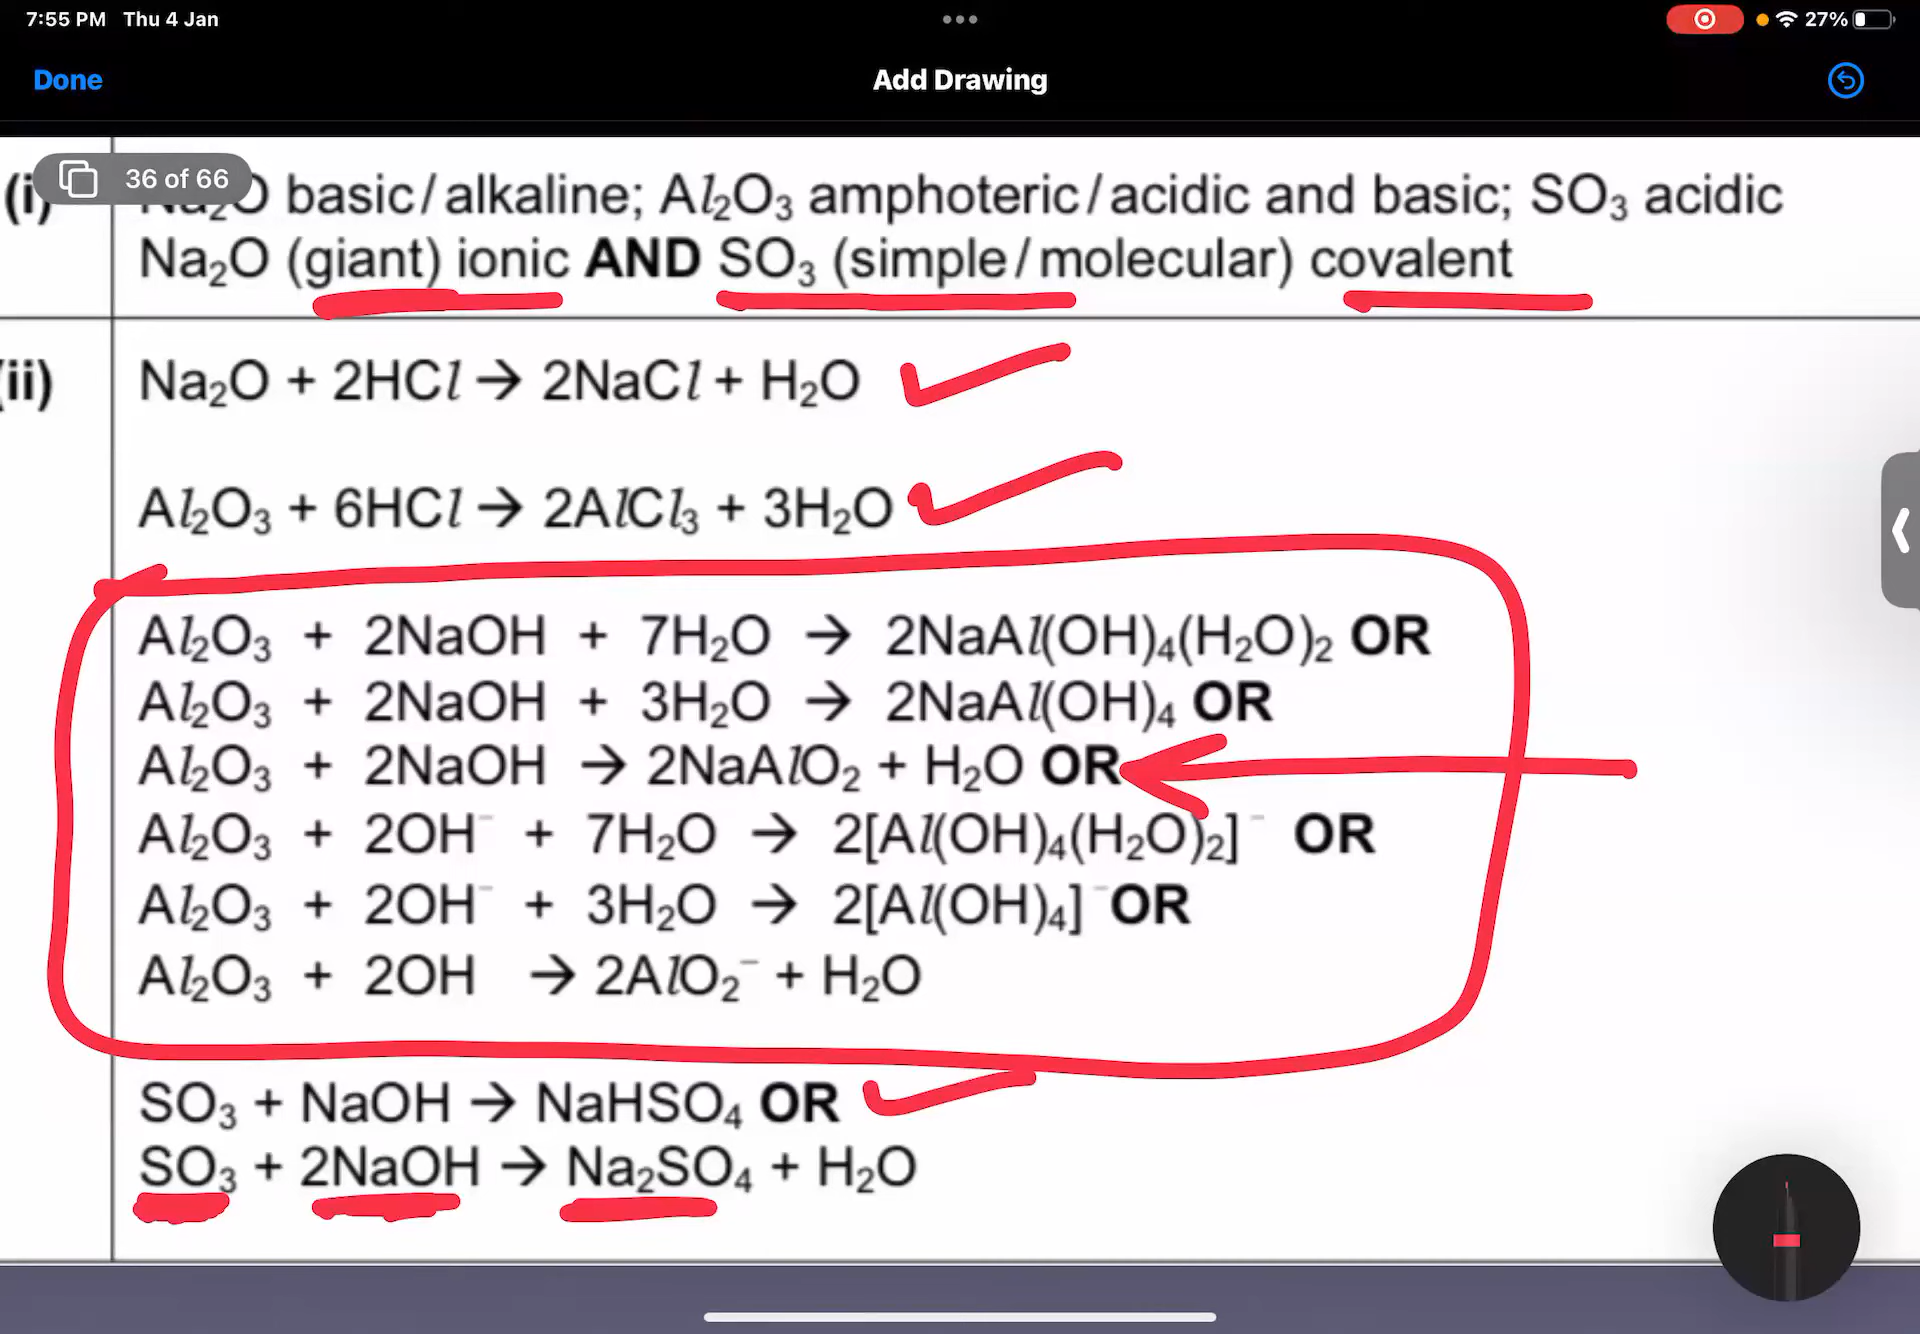 7:55 PM Thu 4 Jan
27%
Done
Add Drawing
36 of 66
(i) Na₂O basic/alkaline; Al₂O₃ amphoteric/acidic and basic; SO₃ acidic
Na₂O (giant) ionic AND SO₃ (simple/molecular) covalent
(ii) Na₂O + 2HCl → 2NaCl + H₂O
Al₂O₃ + 6HCl → 2AlCl₃ + 3H₂O
Al₂O₃ + 2NaOH + 7H₂O → 2NaAl(OH)₄(H₂O)₂ OR
Al₂O₃ + 2NaOH + 3H₂O → 2NaAl(OH)₄ OR
Al₂O₃ + 2NaOH → 2NaAlO₂ + H₂O OR
Al₂O₃ + 2OH⁻ + 7H₂O → 2[Al(OH)₄(H₂O)₂]⁻ OR
Al₂O₃ + 2OH⁻ + 3H₂O → 2[Al(OH)₄]⁻ OR
Al₂O₃ + 2OH → 2AlO₂⁻ + H₂O
SO₃ + NaOH → NaHSO₄ OR
SO₃ + 2NaOH → Na₂SO₄ + H₂O